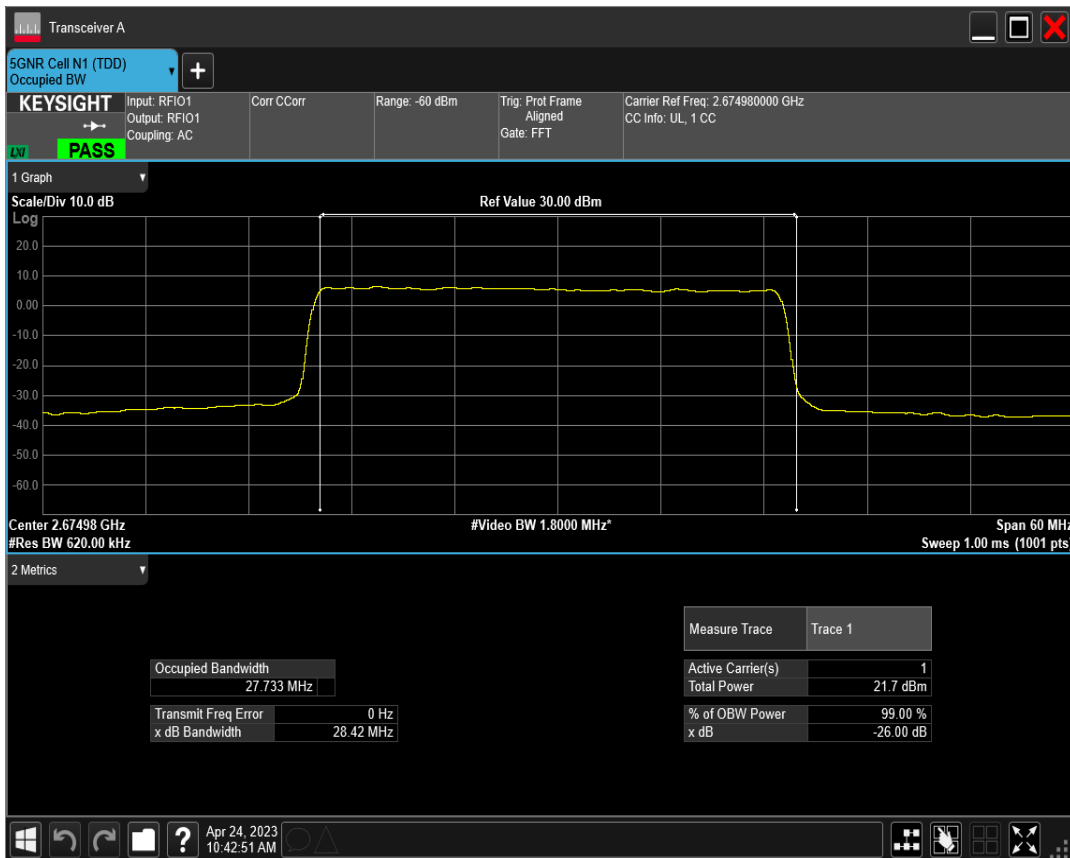 Transceiver A
5GNR Cell N1 (TDD)
Occupied BW
+
KEYSIGHT
LXI
PASS
Input: RFIO1
Output: RFIO1
Coupling: AC
Corr CCorr
Range: -60 dBm
Trig: Prot Frame
Aligned
Gate: FFT
Carrier Ref Freq: 2.674980000 GHz
CC Info: UL, 1 CC
1 Graph
Scale/Div 10.0 dB
Ref Value 30.00 dBm
Log
20.0
10.0
0.00
-10.0
-20.0
-30.0
-40.0
-50.0
-60.0
Center 2.67498 GHz
#Video BW 1.8000 MHz*
Span 60 MHz
#Res BW 620.00 kHz
Sweep 1.00 ms (1001 pts)
2 Metrics
Measure Trace Trace 1
Occupied Bandwidth
27.733 MHz
Active Carrier(s) 1
Total Power 21.7 dBm
Transmit Freq Error 0 Hz
x dB Bandwidth 28.42 MHz
% of OBW Power 99.00 %
x dB -26.00 dB
?
Apr 24, 2023
10:42:51 AM